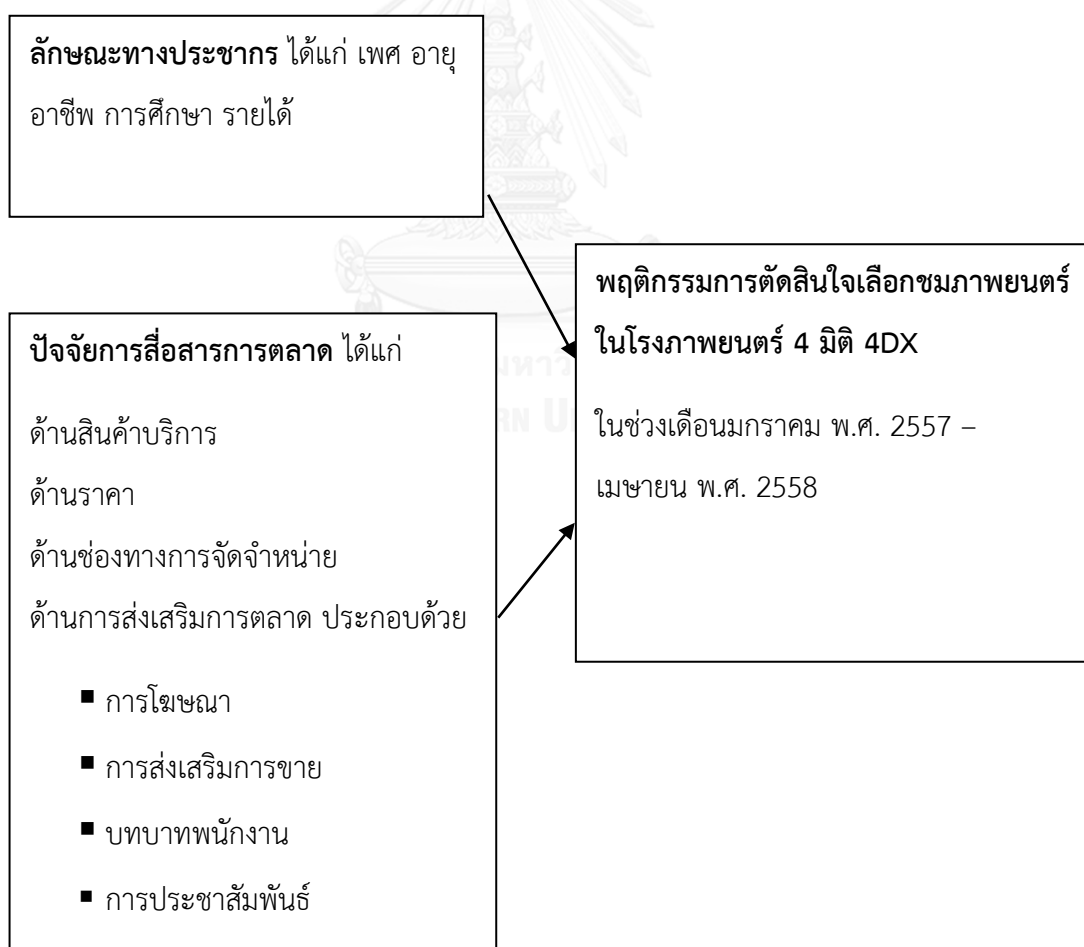 ลักษณะทางประชากร ได้แก่ เพศ อายุ
อาชีพ การศึกษา รายได้
พฤติกรรมการตัดสินใจเลือกชมภาพยนตร์
ในโรงภาพยนตร์ 4 มิติ 4DX
ในช่วงเดือนมกราคม พ.ศ. 2557 –
เมษายน พ.ศ. 2558
ปัจจัยการสื่อสารการตลาด ได้แก่
ด้านสินค้าบริการ
ด้านราคา
ด้านช่องทางการจัดจำหน่าย
ด้านการส่งเสริมการตลาด ประกอบด้วย
▪ การโฆษณา
▪ การส่งเสริมการขาย
▪ บทบาทพนักงาน
▪ การประชาสัมพันธ์